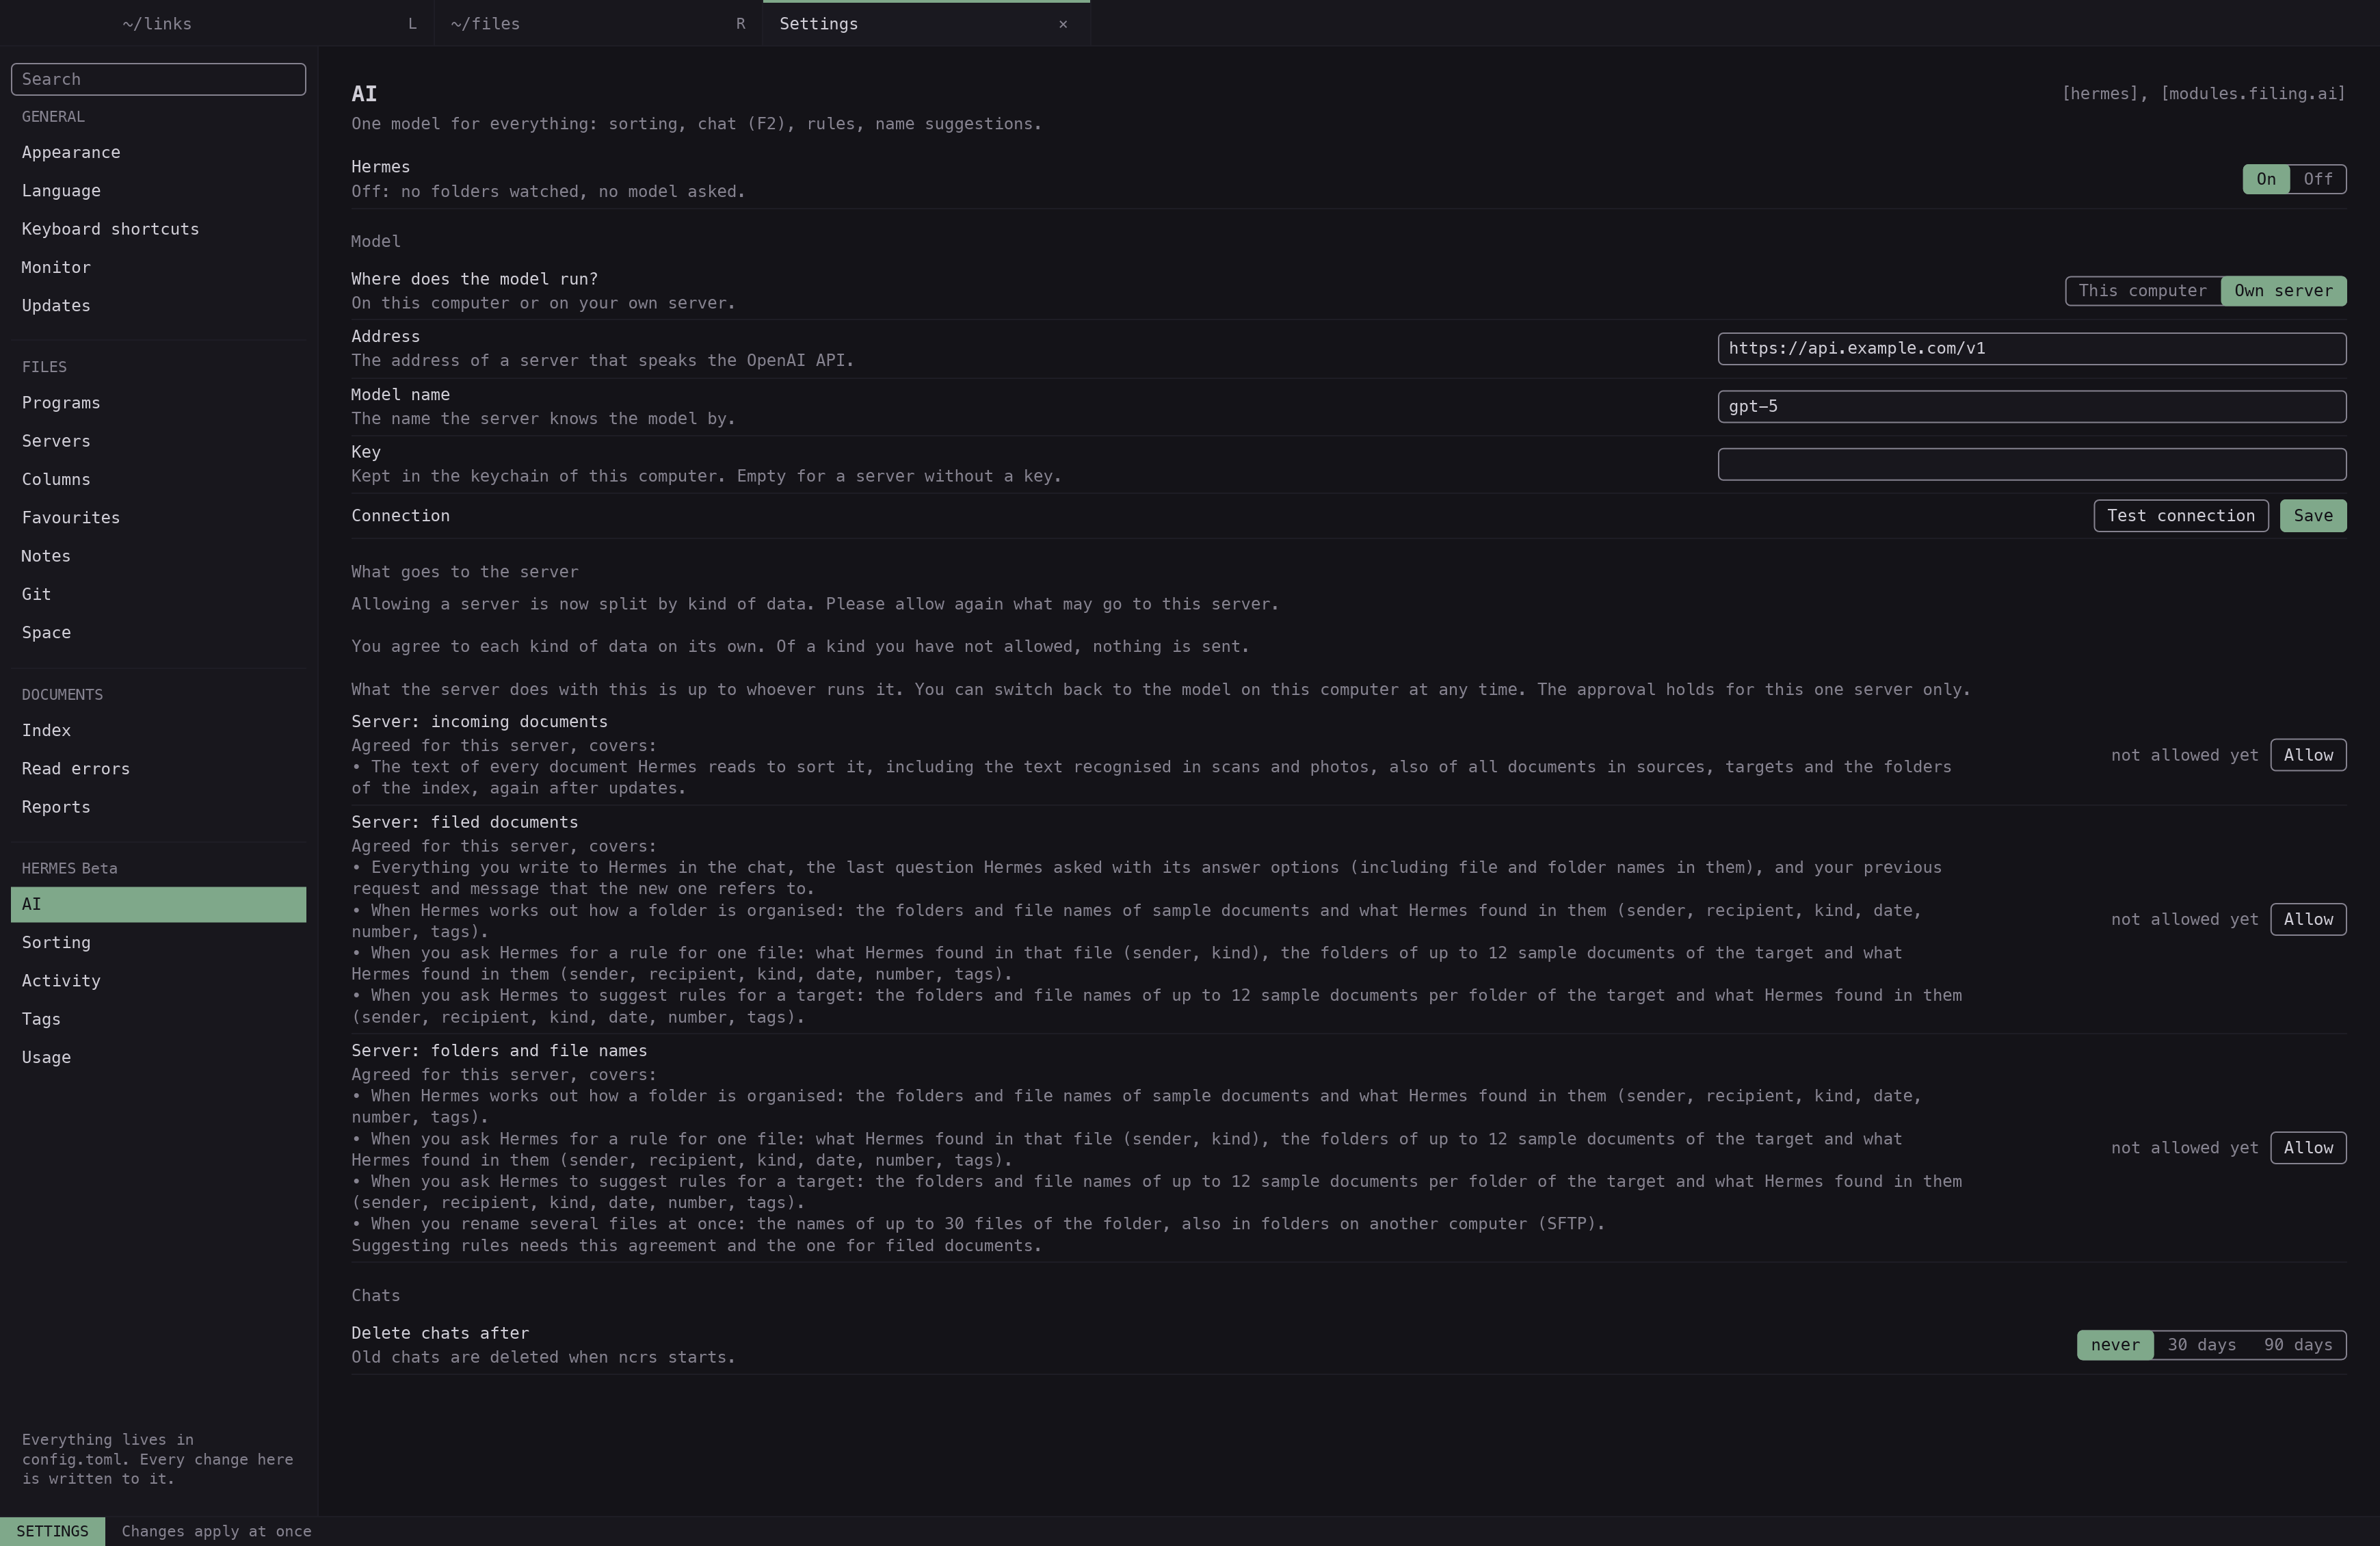 ~/links L ~/files R Settings ×
Search
GENERAL
Appearance
Language
Keyboard shortcuts
Monitor
Updates
FILES
Programs
Servers
Columns
Favourites
Notes
Git
Space
DOCUMENTS
Index
Read errors
Reports
HERMES Beta
AI
Sorting
Activity
Tags
Usage
Everything lives in
config.toml. Every change here
is written to it.
AI [hermes], [modules.filing.ai]
One model for everything: sorting, chat (F2), rules, name suggestions.
Hermes
Off: no folders watched, no model asked.
On Off
Model
Where does the model run?
On this computer or on your own server.
This computer Own server
Address
The address of a server that speaks the OpenAI API.
https://api.example.com/v1
Model name
The name the server knows the model by.
gpt-5
Key
Kept in the keychain of this computer. Empty for a server without a key.
Connection Test connection Save
What goes to the server
Allowing a server is now split by kind of data. Please allow again what may go to this server.
You agree to each kind of data on its own. Of a kind you have not allowed, nothing is sent.
What the server does with this is up to whoever runs it. You can switch back to the model on this computer at any time. The approval holds for this one server only.
Server: incoming documents
Agreed for this server, covers:
• The text of every document Hermes reads to sort it, including the text recognised in scans and photos, also of all documents in sources, targets and the folders
of the index, again after updates.
not allowed yet Allow
Server: filed documents
Agreed for this server, covers:
• Everything you write to Hermes in the chat, the last question Hermes asked with its answer options (including file and folder names in them), and your previous
request and message that the new one refers to.
• When Hermes works out how a folder is organised: the folders and file names of sample documents and what Hermes found in them (sender, recipient, kind, date,
number, tags).
• When you ask Hermes for a rule for one file: what Hermes found in that file (sender, kind), the folders of up to 12 sample documents of the target and what
Hermes found in them (sender, recipient, kind, date, number, tags).
• When you ask Hermes to suggest rules for a target: the folders and file names of up to 12 sample documents per folder of the target and what Hermes found in them
(sender, recipient, kind, date, number, tags).
not allowed yet Allow
Server: folders and file names
Agreed for this server, covers:
• When Hermes works out how a folder is organised: the folders and file names of sample documents and what Hermes found in them (sender, recipient, kind, date,
number, tags).
• When you ask Hermes for a rule for one file: what Hermes found in that file (sender, kind), the folders of up to 12 sample documents of the target and what
Hermes found in them (sender, recipient, kind, date, number, tags).
• When you ask Hermes to suggest rules for a target: the folders and file names of up to 12 sample documents per folder of the target and what Hermes found in them
(sender, recipient, kind, date, number, tags).
• When you rename several files at once: the names of up to 30 files of the folder, also in folders on another computer (SFTP).
Suggesting rules needs this agreement and the one for filed documents.
not allowed yet Allow
Chats
Delete chats after
Old chats are deleted when ncrs starts.
never 30 days 90 days
SETTINGS Changes apply at once